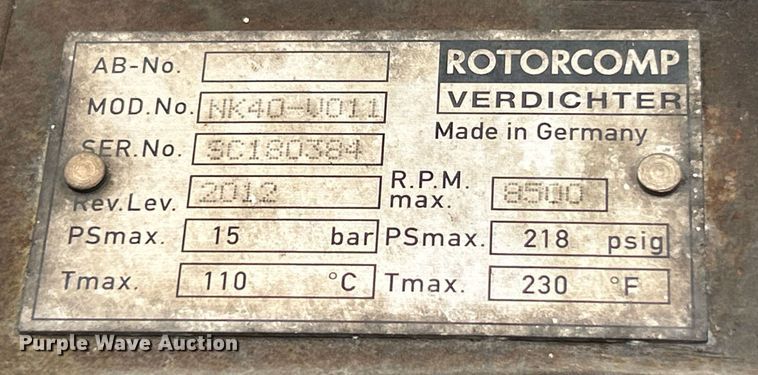 AB-No.
ROTORCOMP
VERDICHTER
MOD.No. NK40-V011
Made in Germany
SER.No. SC180384
Rev.Lev. 2012 R.P.M. max. 8500
PSmax. 15 bar PSmax. 218 psig
Tmax. 110 °C Tmax. 230 °F
Purple Wave Auction